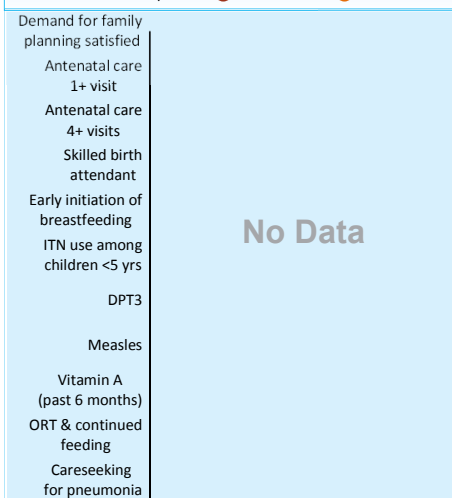 Demand for family
planning satisfied
Antenatal care
1+ visit
Antenatal care
4+ visits
Skilled birth
attendant
Early initiation of
breastfeeding
ITN use among
children <5 yrs
DPT3
Measles
Vitamin A
(past 6 months)
ORT & continued
feeding
Careseeking
for pneumonia
No Data